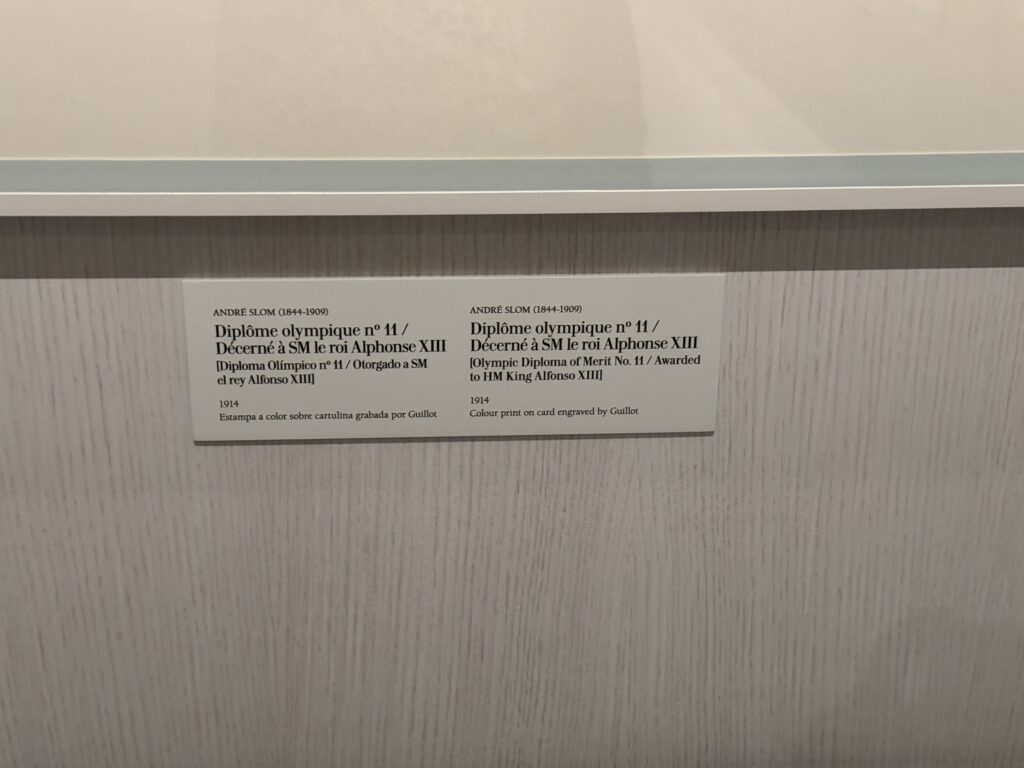 ANDRÉ SLOM (1844-1909)
Diplôme olympique nº 11 /
Décerné à SM le roi Alphonse XIII
[Diploma Olímpico nº 11 / Otorgado a SM
el rey Alfonso XIII]
1914
Estampa a color sobre cartulina grabada por Guillot
ANDRÉ SLOM (1844-1909)
Diplôme olympique nº 11 /
Décerné à SM le roi Alphonse XIII
[Olympic Diploma of Merit No. 11 / Awarded
to HM King Alfonso XIII]
1914
Colour print on card engraved by Guillot